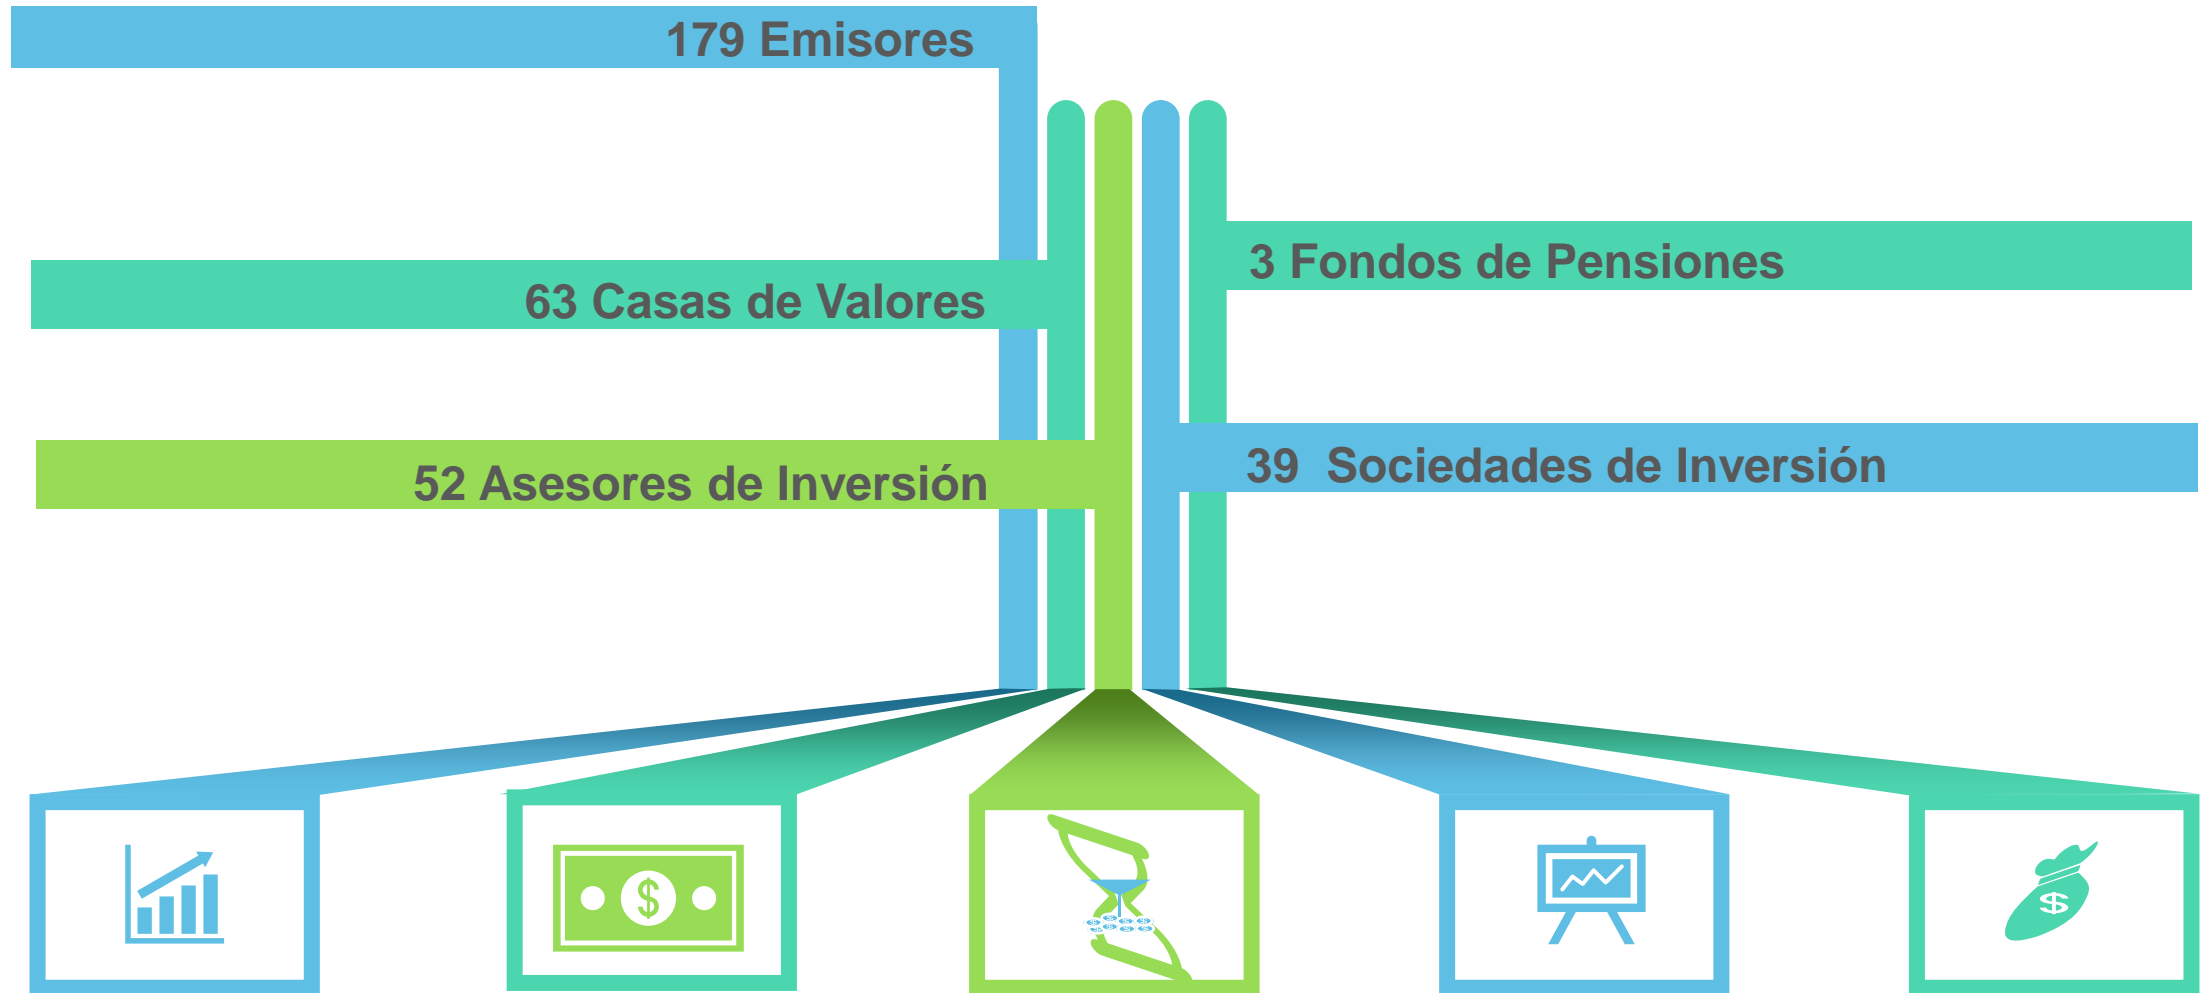 179 Emisores
63 Casas de Valores
52 Asesores de Inversión
3 Fondos de Pensiones
39 Sociedades de Inversión
$
$